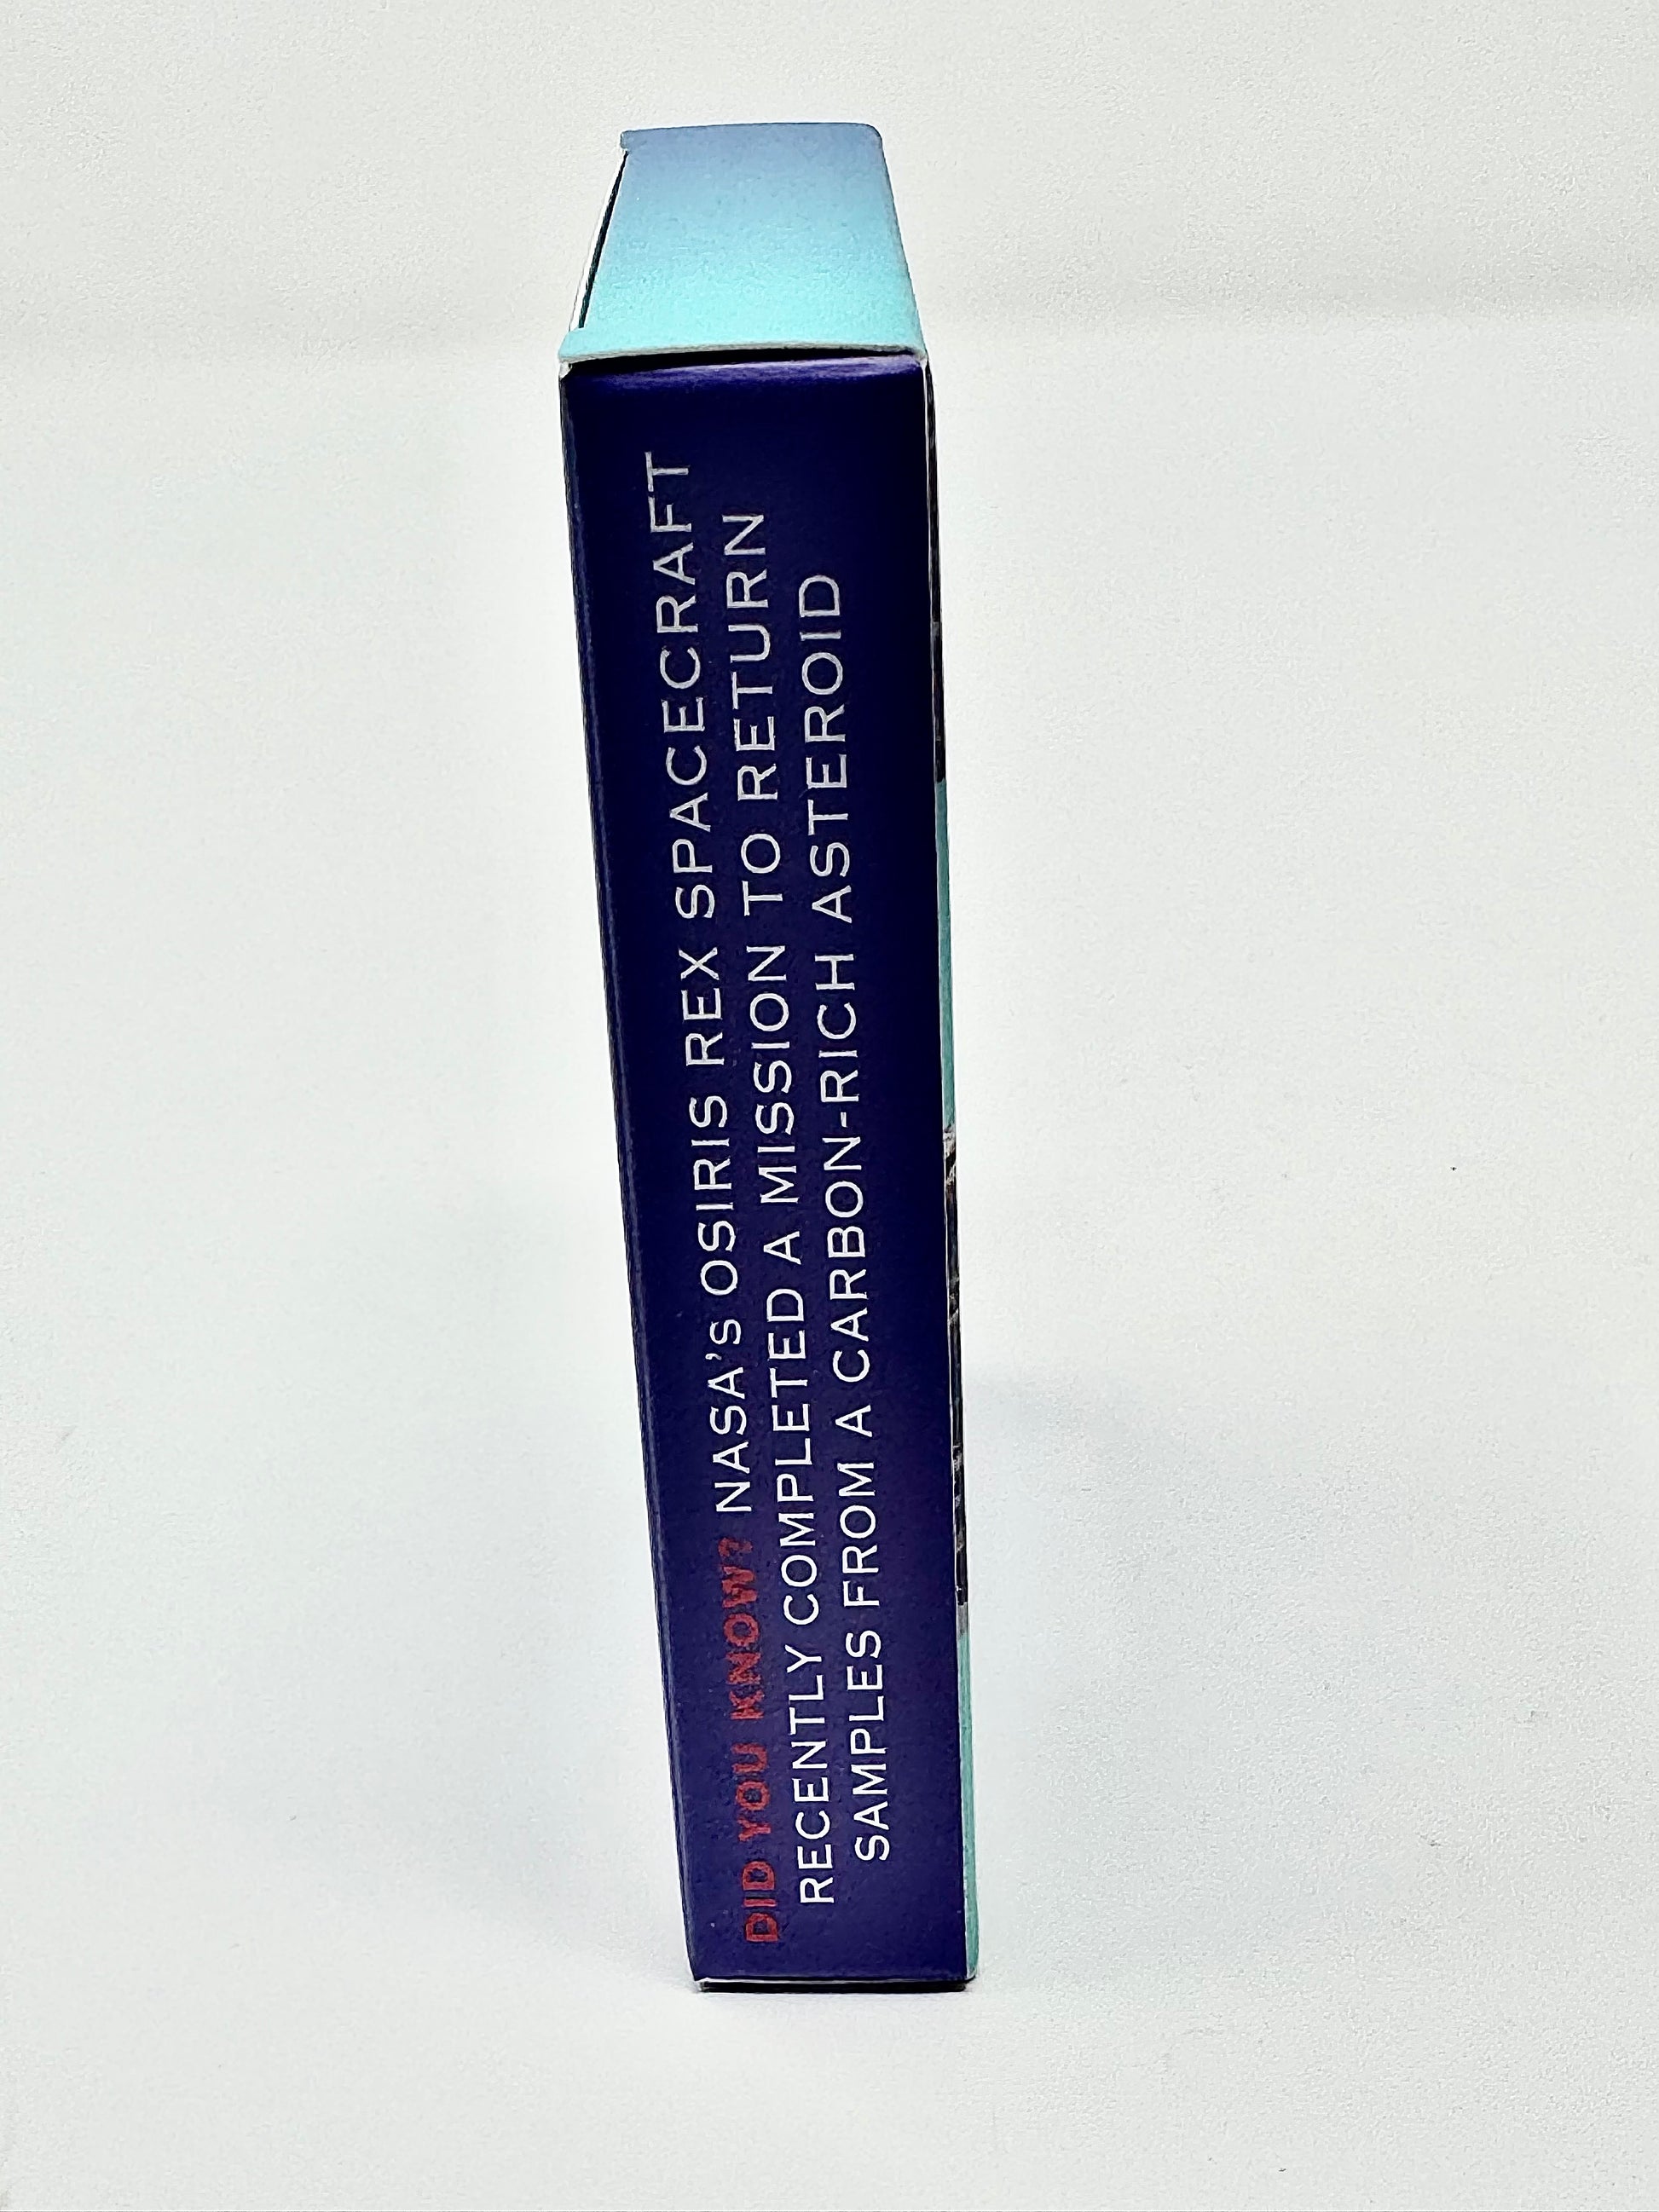 DID YOU KNOW? NASA's OSIRIS REX SPACECRAFT
RECENTLY COMPLETED A MISSION TO RETURN
SAMPLES FROM A CARBON-RICH ASTEROID